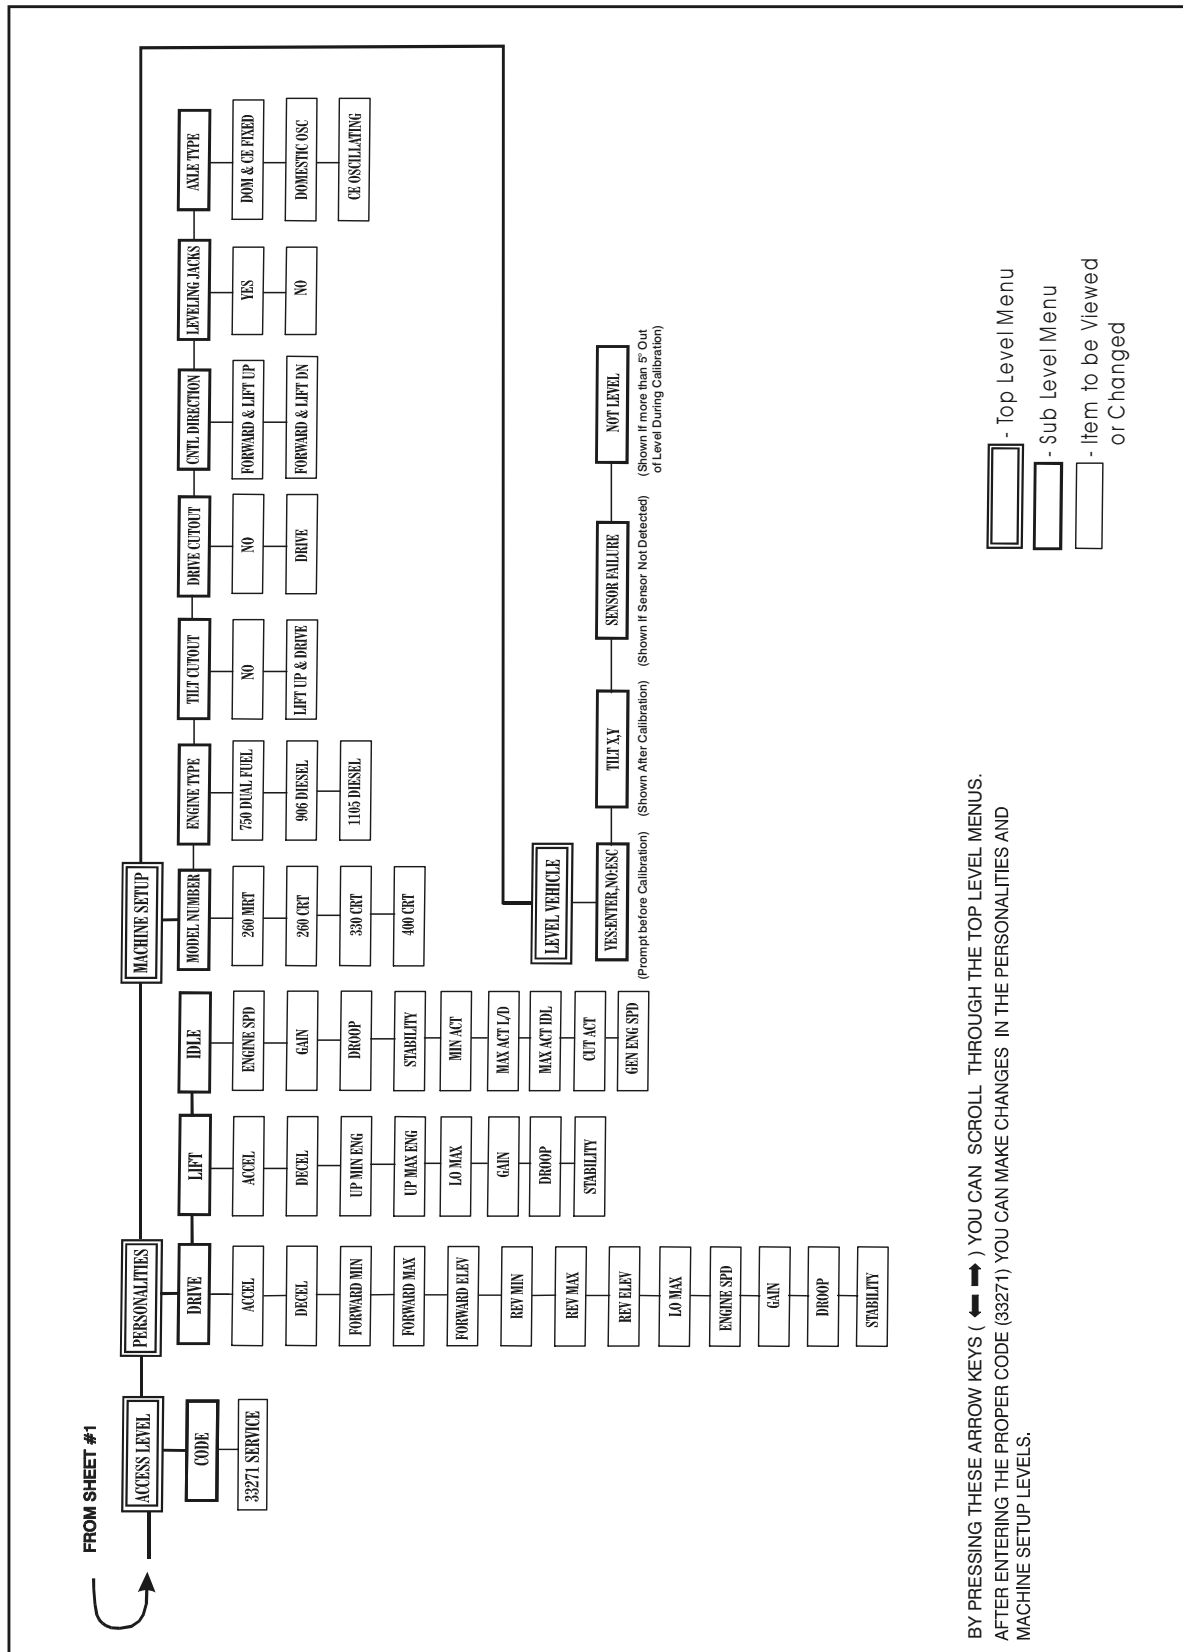 FROM SHEET #1
ACCESS LEVEL
CODE
33271 SERVICE
PERSONALITIES
DRIVE
ACCEL
DECEL
FORWARD MIN
FORWARD MAX
FORWARD ELEV
REV MIN
REV MAX
REV ELEV
LO MAX
ENGINE SPD
GAIN
DROOP
STABILITY
LIFT
ACCEL
DECEL
UP MIN ENG
UP MAX ENG
LO MAX
GAIN
DROOP
STABILITY
IDLE
ENGINE SPD
GAIN
DROOP
STABILITY
MIN ACT
MAX ACT L/D
MAX ACT IDL
CUT ACT
GEN ENG SPD
MACHINE SETUP
MODEL NUMBER
260 MRT
260 CRT
330 CRT
400 CRT
ENGINE TYPE
750 DUAL FUEL
906 DIESEL
1105 DIESEL
TILT CUTOUT
NO
LIFT UP & DRIVE
DRIVE CUTOUT
NO
DRIVE
CNTL DIRECTION
FORWARD & LIFT UP
FORWARD & LIFT DN
LEVELING JACKS
YES
NO
AXLE TYPE
DOM & CE FIXED
DOMESTIC OSC
CE OSCILLATING
LEVEL VEHICLE
YES:ENTER,NO:ESC
(Prompt before Calibration)
TILT X,Y
(Shown After Calibration)
SENSOR FAILURE
(Shown If Sensor Not Detected)
NOT LEVEL
(Shown If more than 5° Out
of Level During Calibration)
- Top Level Menu
- Sub Level Menu
- Item to be Viewed
or Changed
BY PRESSING THESE ARROW KEYS ( ⬅ ➡ ) YOU CAN SCROLL THROUGH THE TOP LEVEL MENUS.
AFTER ENTERING THE PROPER CODE (33271) YOU CAN MAKE CHANGES IN THE PERSONALITIES AND
MACHINE SETUP LEVELS.